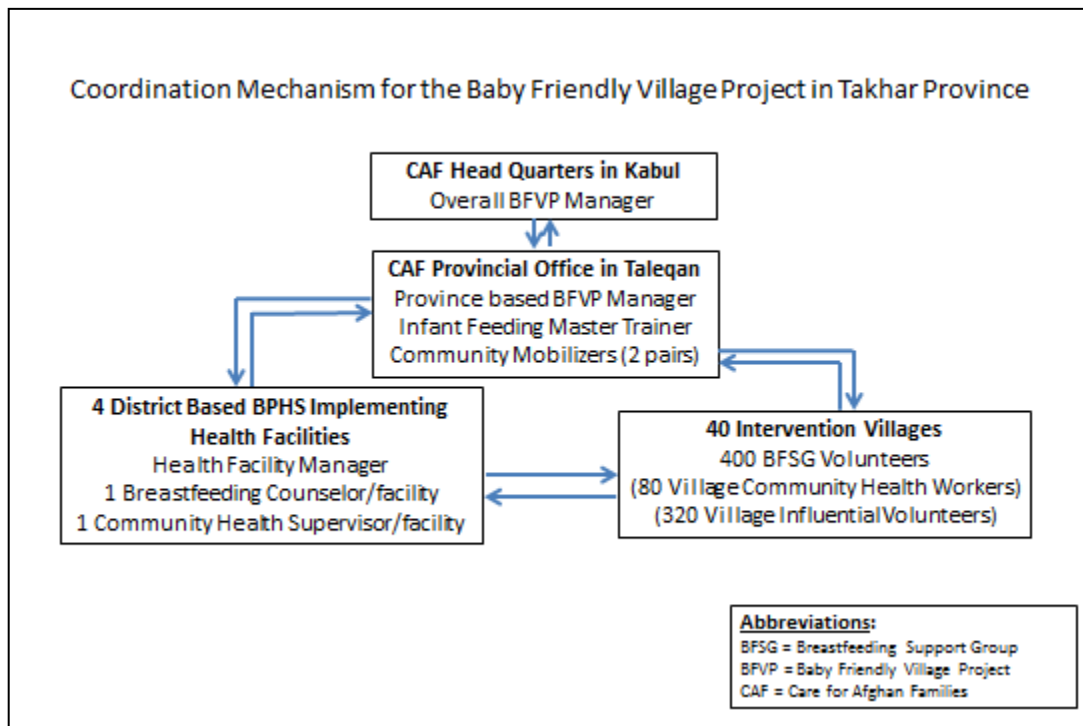 Coordination Mechanism for the Baby Friendly Village Project in Takhar Province
CAF Head Quarters in Kabul
Overall BFVP Manager
CAF Provincial Office in Taleqan
Province based BFVP Manager
Infant Feeding Master Trainer
Community Mobilizers (2 pairs)
4 District Based BPHS Implementing
Health Facilities
Health Facility Manager
1 Breastfeeding Counselor/facility
1 Community Health Supervisor/facility
40 Intervention Villages
400 BFSG Volunteers
(80 Village Community Health Workers)
(320 Village Influential Volunteers)
Abbreviations:
BFSG = Breastfeeding Support Group
BFVP = Baby Friendly Village Project
CAF = Care for Afghan Families